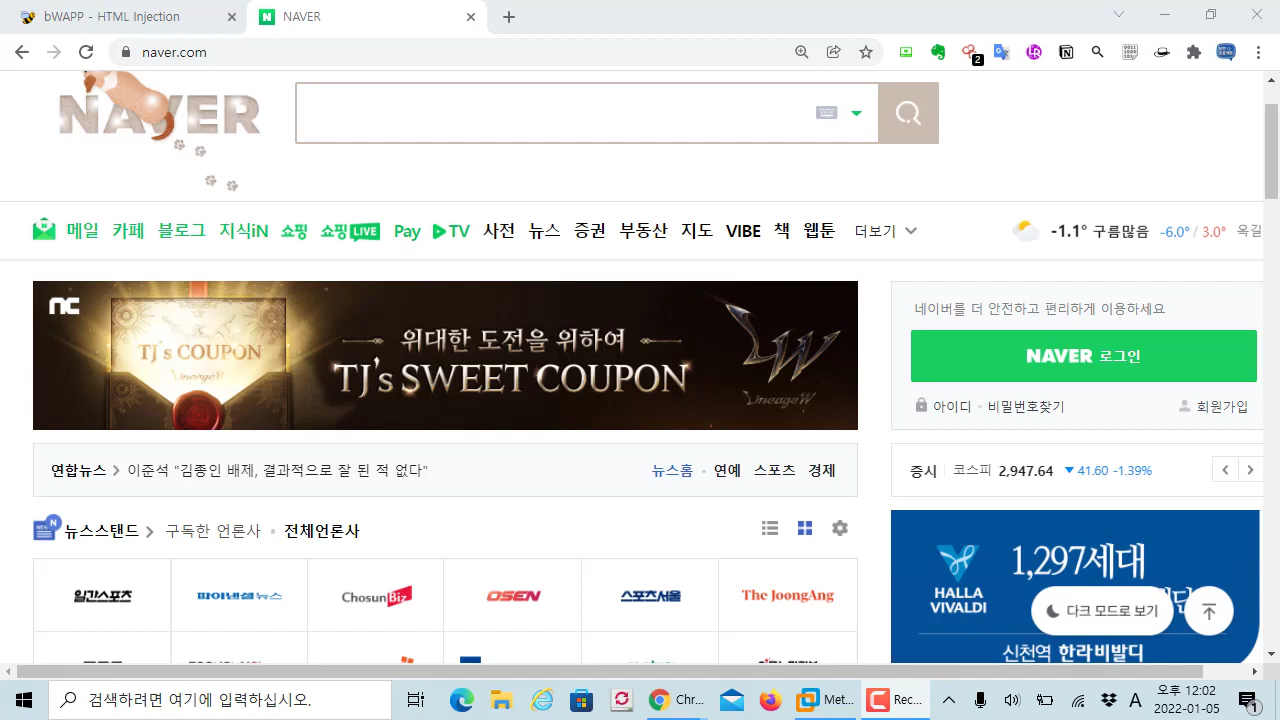 bWAPP - HTML Injection
NAVER
naver.com
2
NAVER
메일 카페 블로그 지식iN 쇼핑 쇼핑 LIVE Pay TV 사전 뉴스 증권 부동산 지도 VIBE 책 웹툰 더보기
-1.1° 구름많음 -6.0° / 3.0° 옥길
nc
TJ's COUPON
LineageW
위대한 도전을 위하여
TJ's SWEET COUPON
LW
LineageW
네이버를 더 안전하고 편리하게 이용하세요
NAVER 로그인
아이디 · 비밀번호찾기 회원가입
연합뉴스 > 이준석 "김종인 배제, 결과적으로 잘 된 적 없다" 뉴스홈 · 연예 스포츠 경제
증시 코스피 2,947.64 ▼ 41.60 -1.39%
N 뉴스스탠드 > 구독한 언론사 · 전체언론사
일간스포츠 파이낸셜뉴스 ChosunBiz OSEN 스포츠서울 The JoongAng
HALLA
VIVALDI
1,297세대
다크 모드로 보기
신천역 한라비발디
검색하려면 여기에 입력하십시오.
Chr...
Met...
Rec...
A
오후 12:02
2022-01-05
1